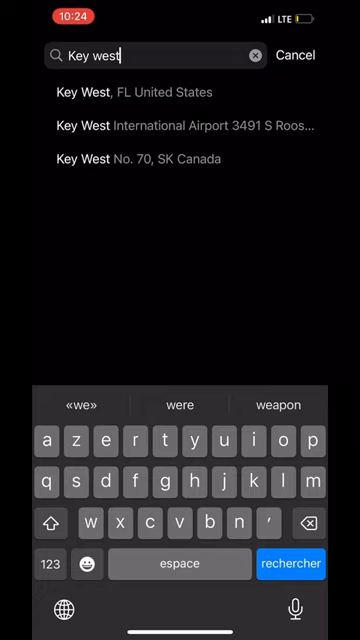 10:24 LTE
Key west Cancel
Key West, FL United States
Key West International Airport 3491 S Roos...
Key West No. 70, SK Canada
«we» were weapon
a z e r t y u i o p
q s d f g h j k l m
w x c v b n ’
123 espace rechercher